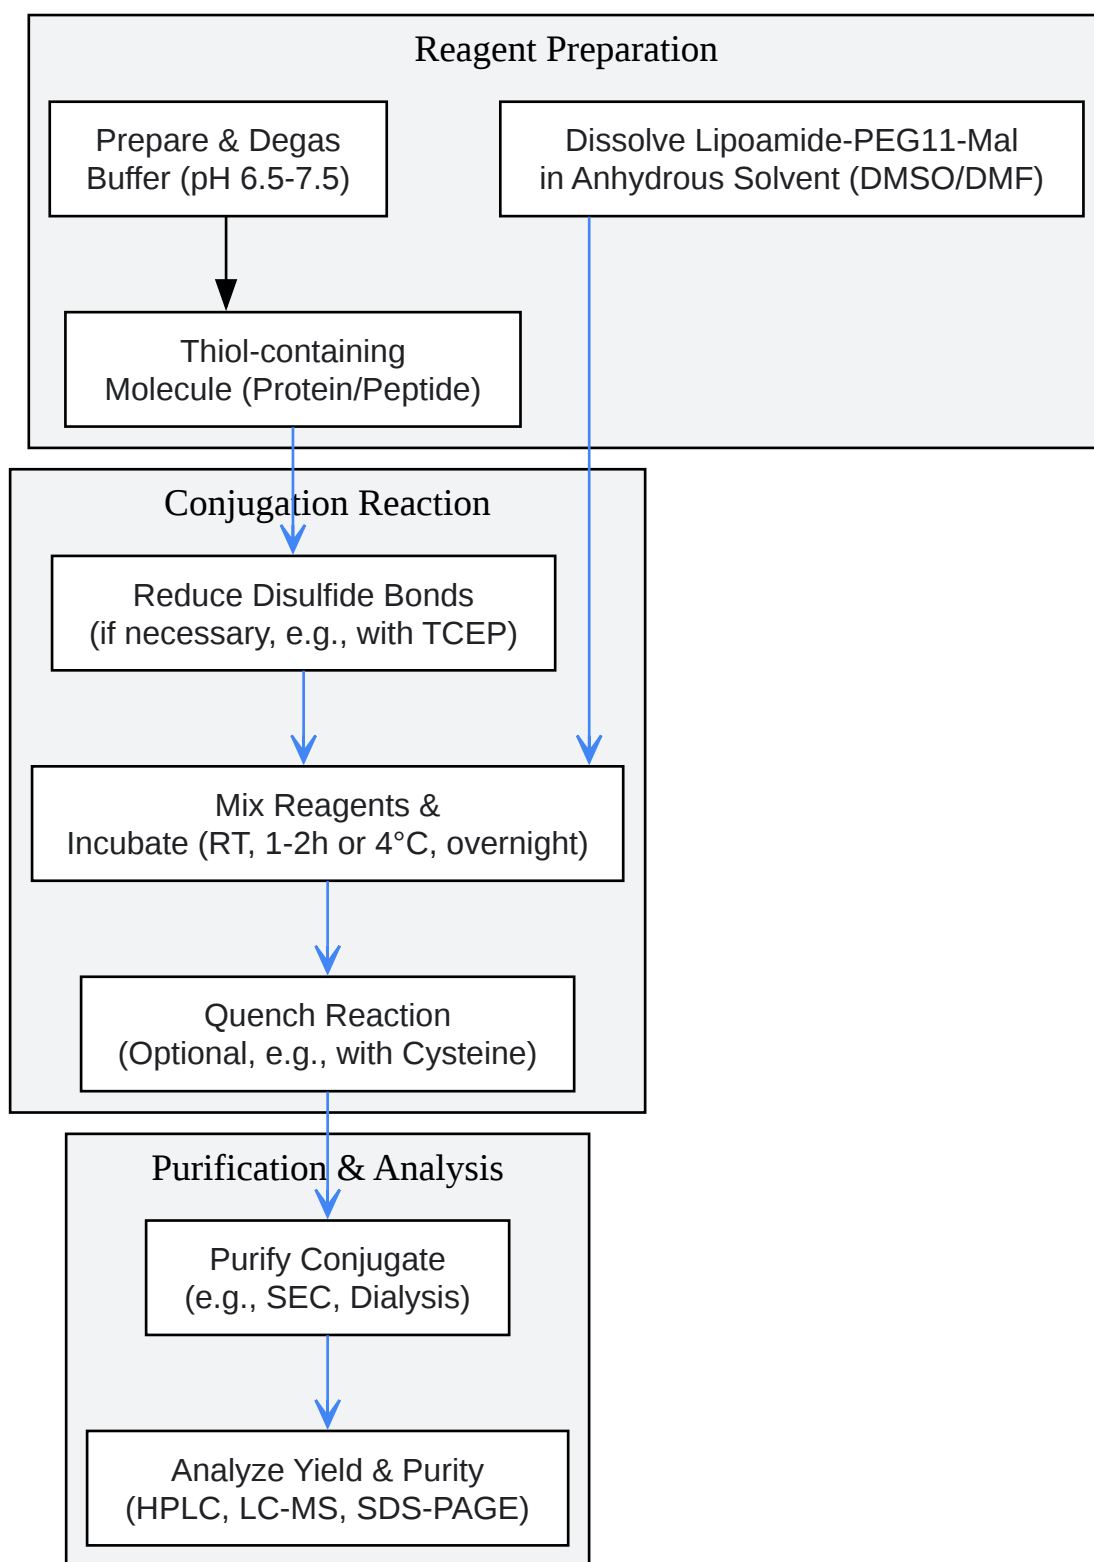 Reagent Preparation
Prepare & Degas
Buffer (pH 6.5-7.5)
Dissolve Lipoamide-PEG11-Mal
in Anhydrous Solvent (DMSO/DMF)
Thiol-containing
Molecule (Protein/Peptide)
Conjugation Reaction
Reduce Disulfide Bonds
(if necessary, e.g., with TCEP)
Mix Reagents &
Incubate (RT, 1-2h or 4°C, overnight)
Quench Reaction
(Optional, e.g., with Cysteine)
Purification & Analysis
Purify Conjugate
(e.g., SEC, Dialysis)
Analyze Yield & Purity
(HPLC, LC-MS, SDS-PAGE)